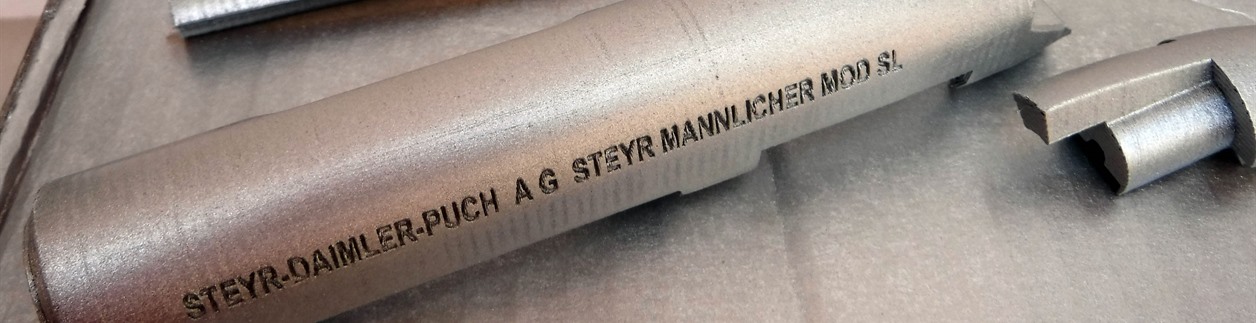 STEYR-DAIMLER-PUCH A G STEYR MANNLICHER MOD SL